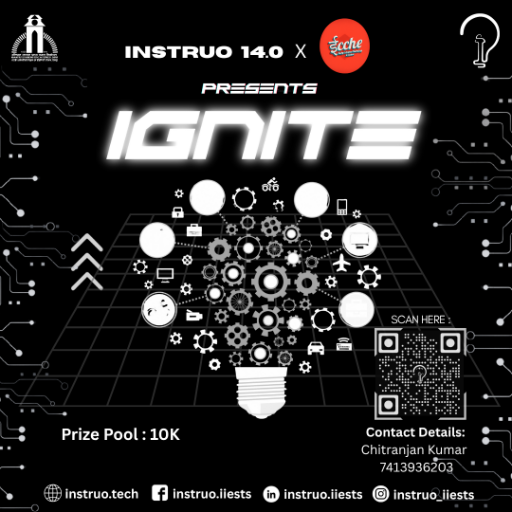 INSTRUO 14.0 X
ईcche
PRESENTS
IGNITE
SCAN HERE :
Prize Pool : 10K
Contact Details:
Chitranjan Kumar
7413936203
instruo.tech
instruo.iiests
instruo.iiests
instruo_iiests